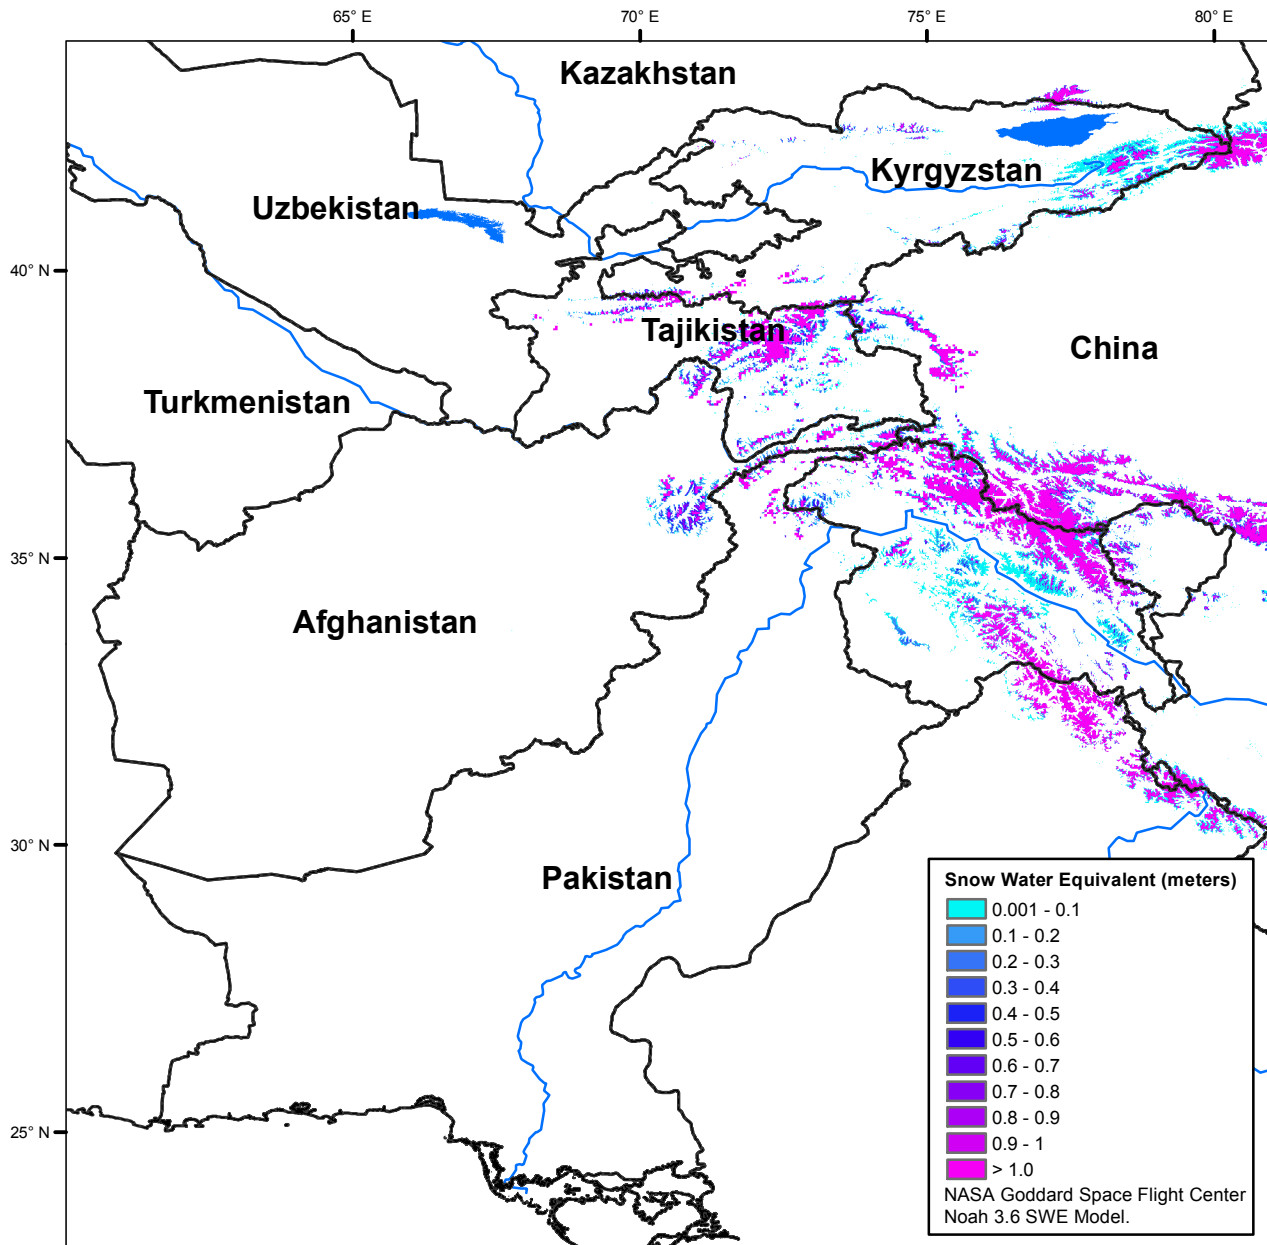 65° E
70° E
75° E
80° E
Kazakhstan
Kyrgyzstan
Uzbekistan
40° N
Tajikistan
China
Turkmenistan
35° N
Afghanistan
30° N
Pakistan
25° N
Snow Water Equivalent (meters)
0.001 - 0.1
0.1 - 0.2
0.2 - 0.3
0.3 - 0.4
0.4 - 0.5
0.5 - 0.6
0.6 - 0.7
0.7 - 0.8
0.8 - 0.9
0.9 - 1
> 1.0
NASA Goddard Space Flight Center
Noah 3.6 SWE Model.